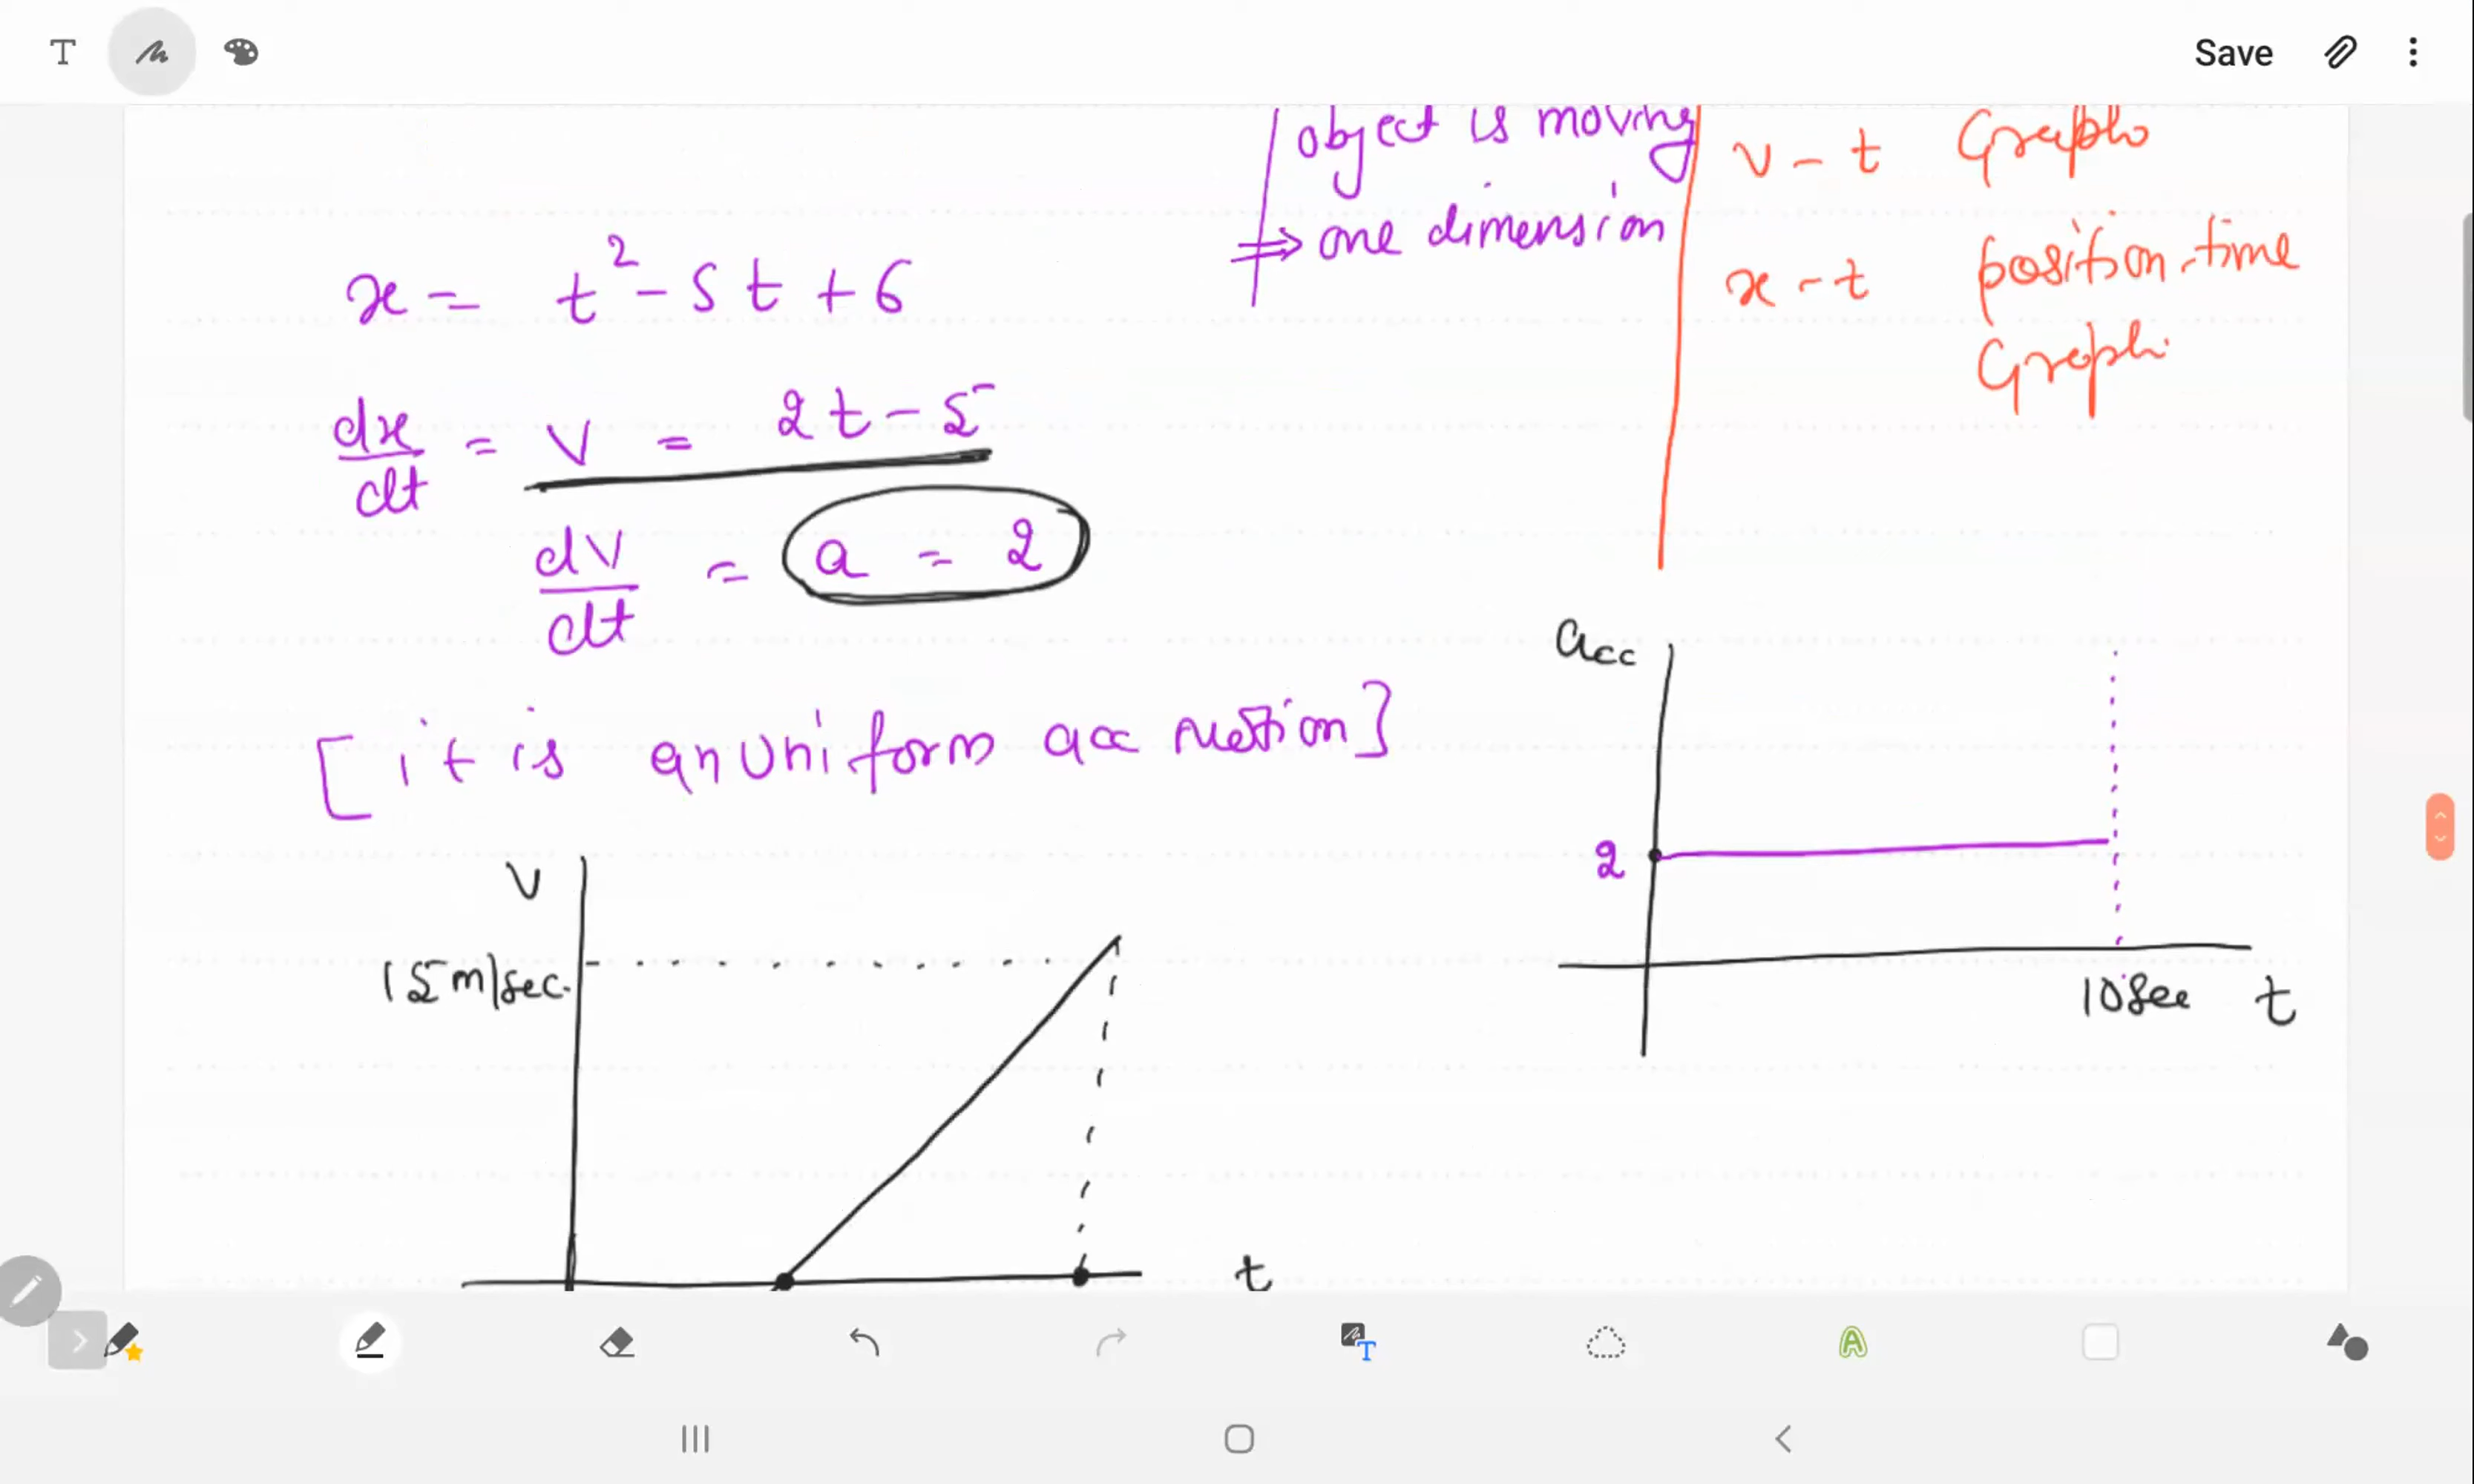 Save
object is moving
⇒ one dimension
v - t Graph
x - t position-time
Graph
x = t² - 5t + 6
dx/dt = v = 2t - 5
dv/dt = a = 2
[it is an uniform acc motion]
acc
2
10 sec t
v
15 m/sec.
t